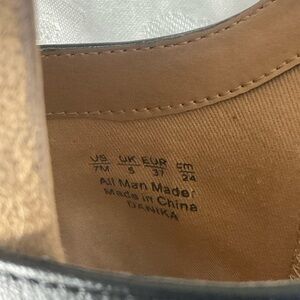 US UK EUR cm
7M 5 37 24
All Man Made
Made in China
DANIKA